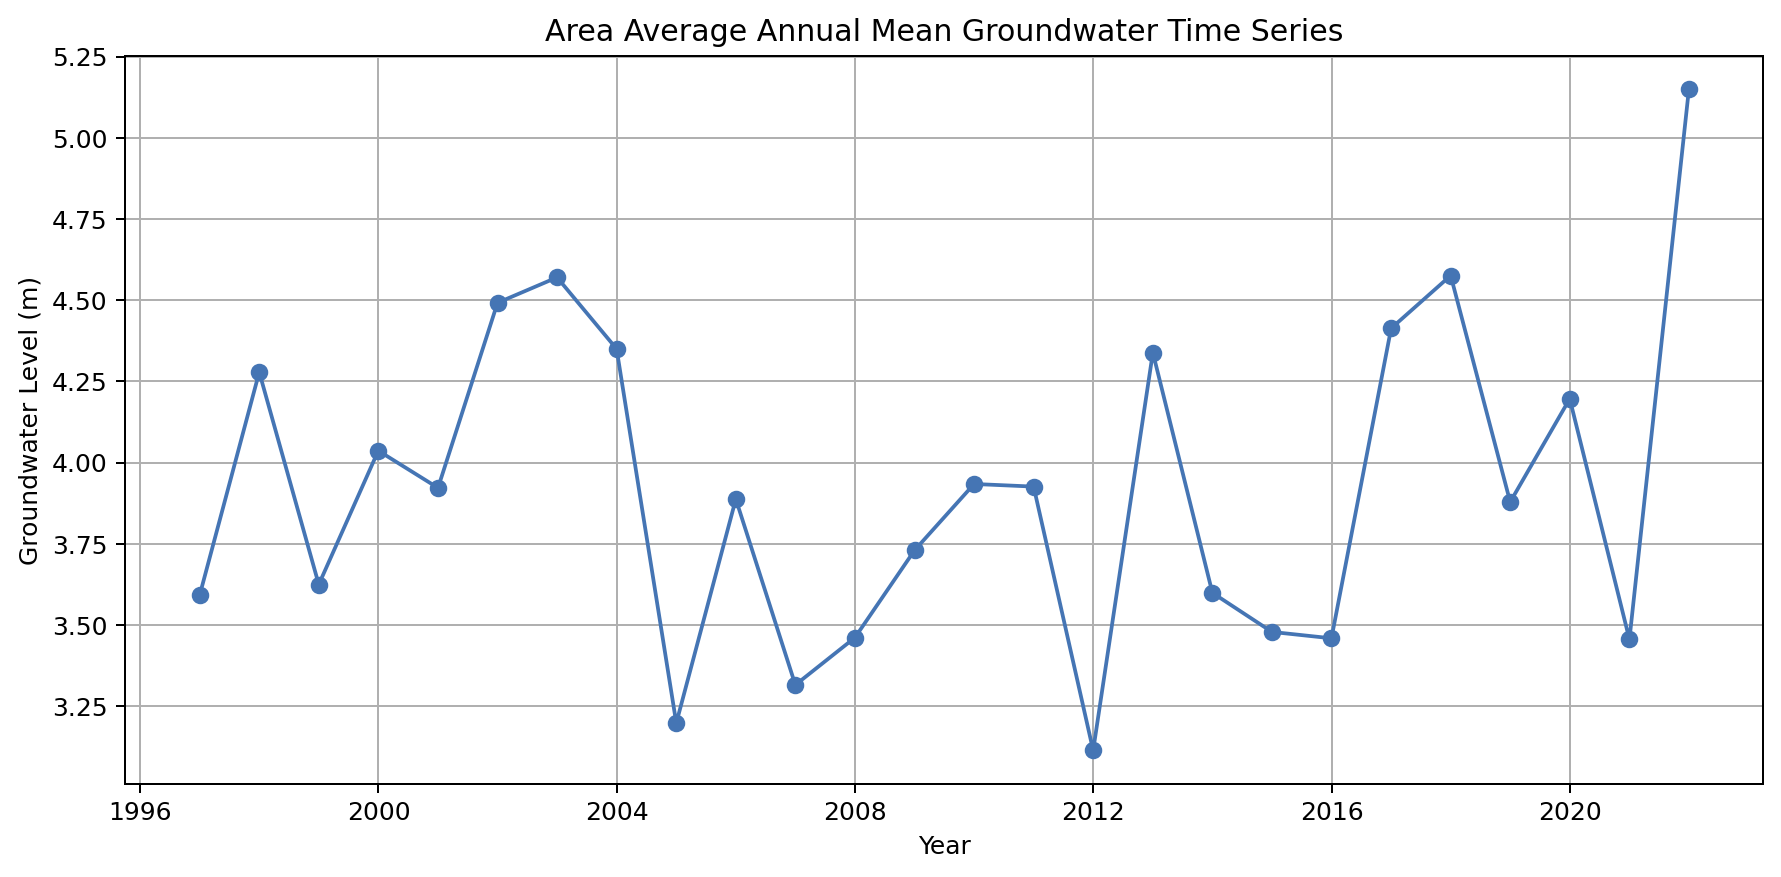 Area Average Annual Mean Groundwater Time Series
5.25
5.00
4.75
4.50
4.25
4.00
3.75
3.50
3.25
Groundwater Level (m)
1996 2000 2004 2008 2012 2016 2020
Year